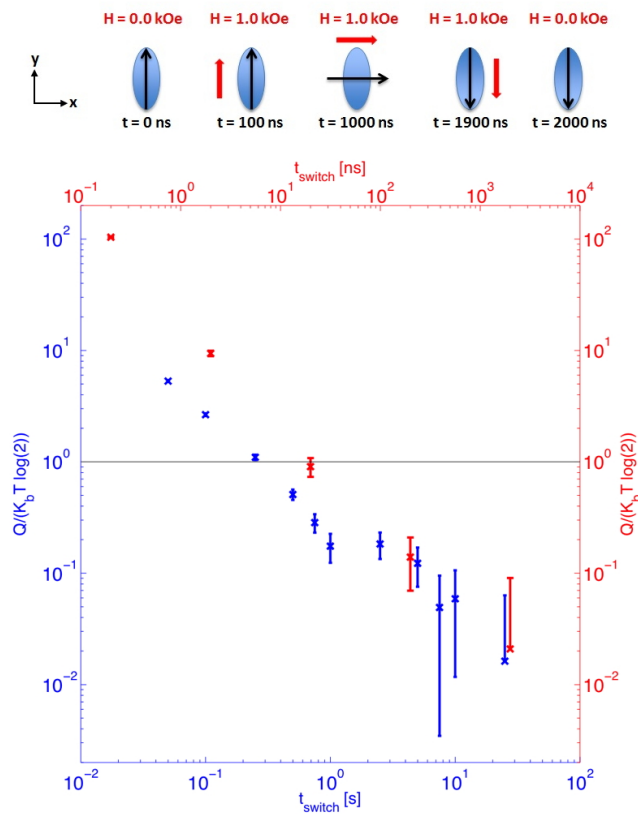 H = 0.0 kOe H = 1.0 kOe H = 1.0 kOe H = 1.0 kOe H = 0.0 kOe
y
x
t = 0 ns t = 100 ns t = 1000 ns t = 1900 ns t = 2000 ns
t_switch [ns]
10^-1 10^0 10^1 10^2 10^3 10^4
10^2 10^2
10^1 10^1
10^0 10^0
10^-1 10^-1
10^-2 10^-2
Q/(K_bT log(2))
Q/(K_bT log(2))
10^-2 10^-1 10^0 10^1 10^2
t_switch [s]